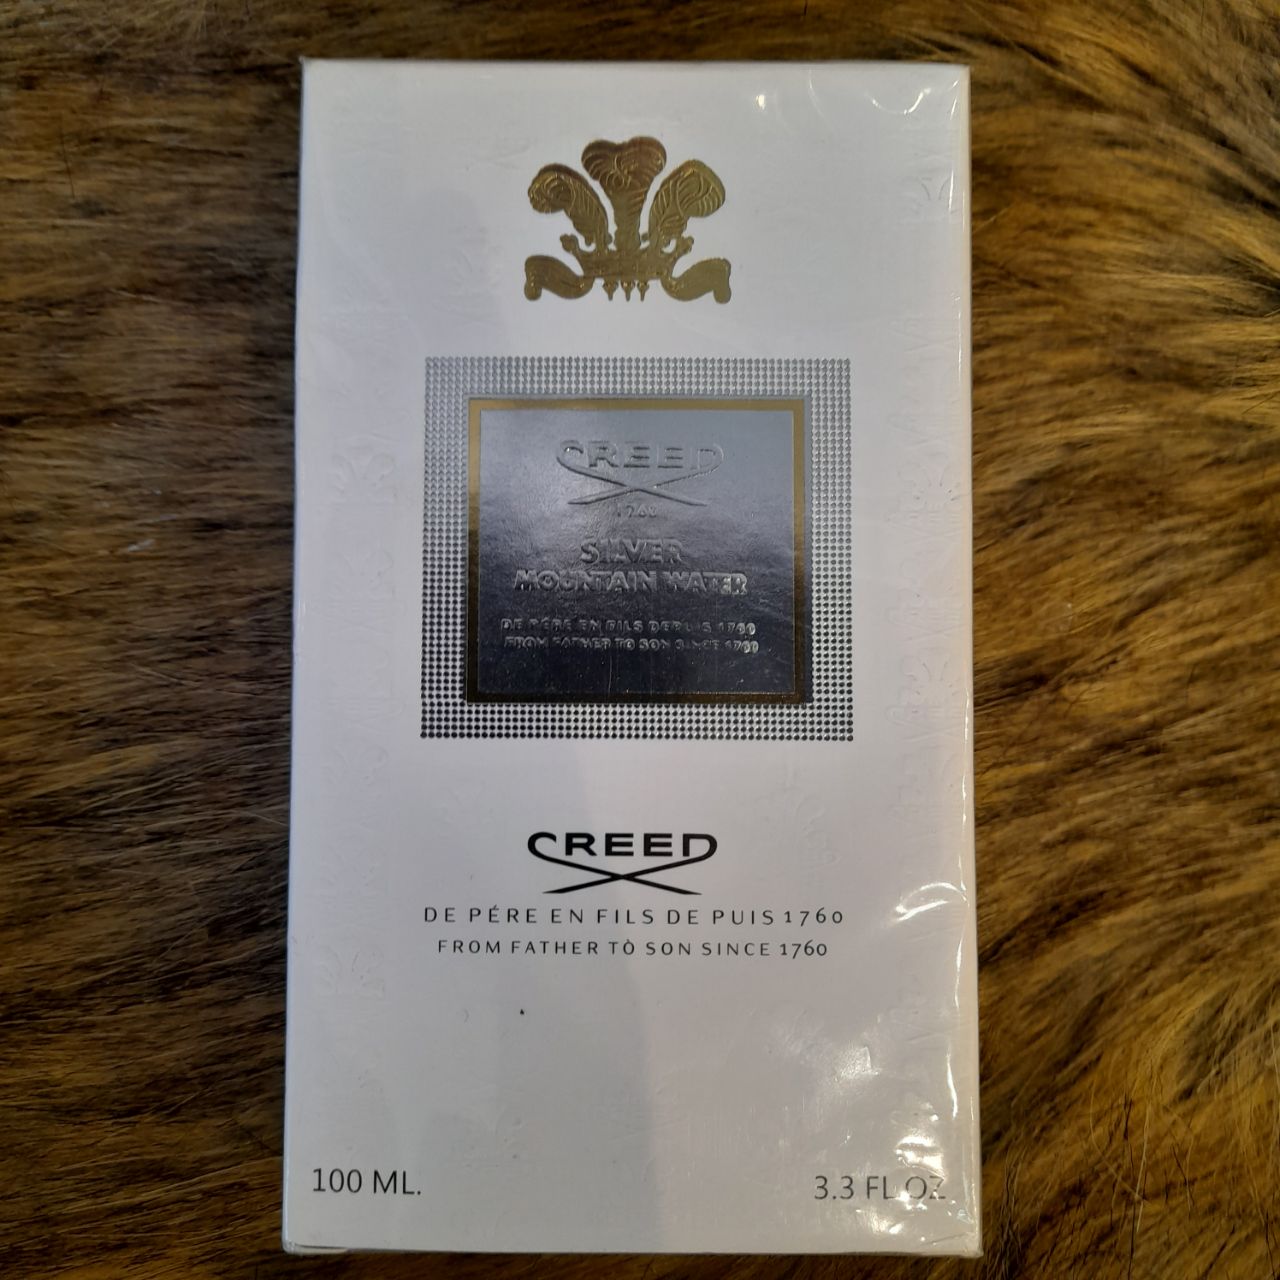 CREED
1760
SILVER
MOUNTAIN WATER
DE PÉRE EN FILS DEPUIS 1760
FROM FATHER TO SON SINCE 1760
CREED
DE PÉRE EN FILS DE PUIS 1760
FROM FATHER TÒ SON SINCE 1760
100 ML.
3.3 FL OZ